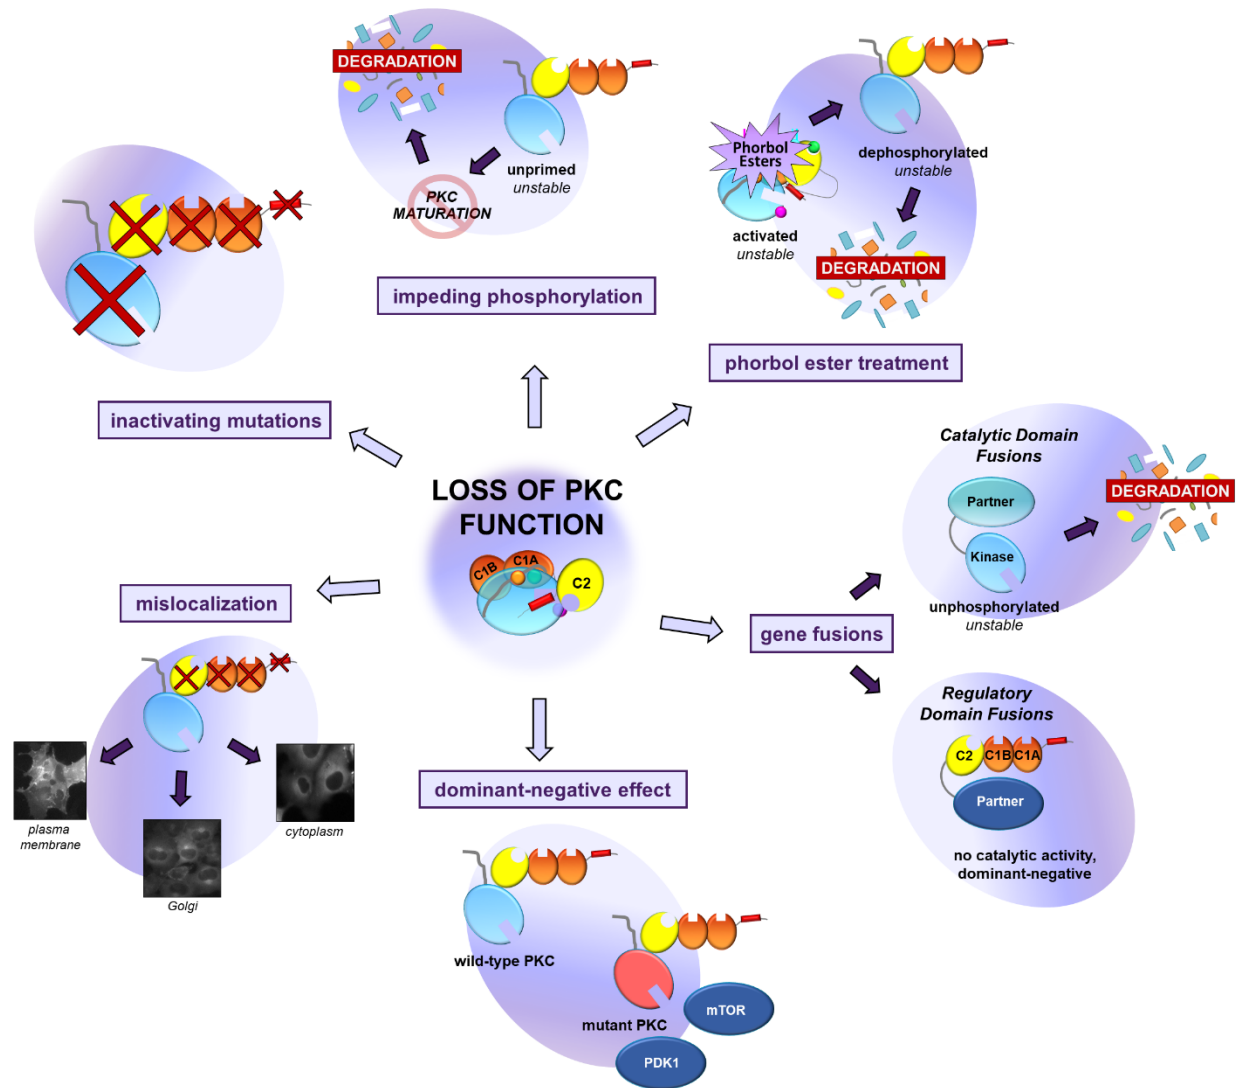 DEGRADATION
unprimed
unstable
PKC
MATURATION
impeding phosphorylation
Phorbol
Esters
activated
unstable
dephosphorylated
unstable
DEGRADATION
phorbol ester treatment
inactivating mutations
LOSS OF PKC
FUNCTION
C1B
C1A
C2
Catalytic Domain
Fusions
Partner
Kinase
unphosphorylated
unstable
DEGRADATION
gene fusions
Regulatory
Domain Fusions
C2
C1B
C1A
Partner
no catalytic activity,
dominant-negative
mislocalization
plasma
membrane
Golgi
cytoplasm
dominant-negative effect
wild-type PKC
mutant PKC
mTOR
PDK1